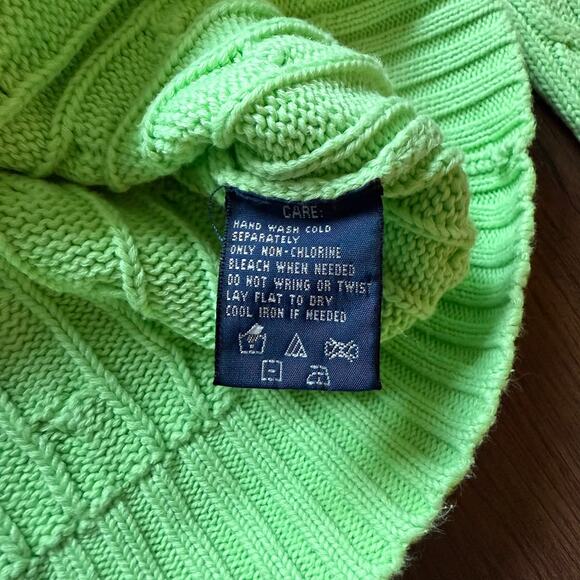 CARE:
HAND WASH COLD
SEPARATELY
ONLY NON-CHLORINE
BLEACH WHEN NEEDED
DO NOT WRING OR TWIST
LAY FLAT TO DRY
COOL IRON IF NEEDED